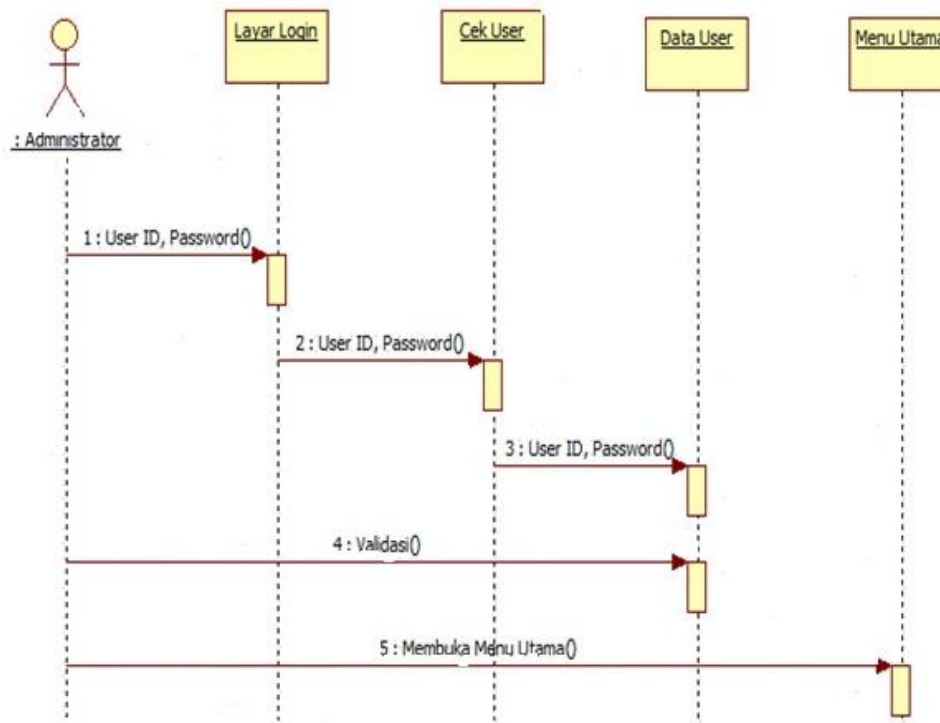 Layar Login
Cek User
Data User
Menu Utama
: Administrator
1 : User ID, Password()
2 : User ID, Password()
3 : User ID, Password()
4 : Validasi()
5 : Membuka Menu Utama()